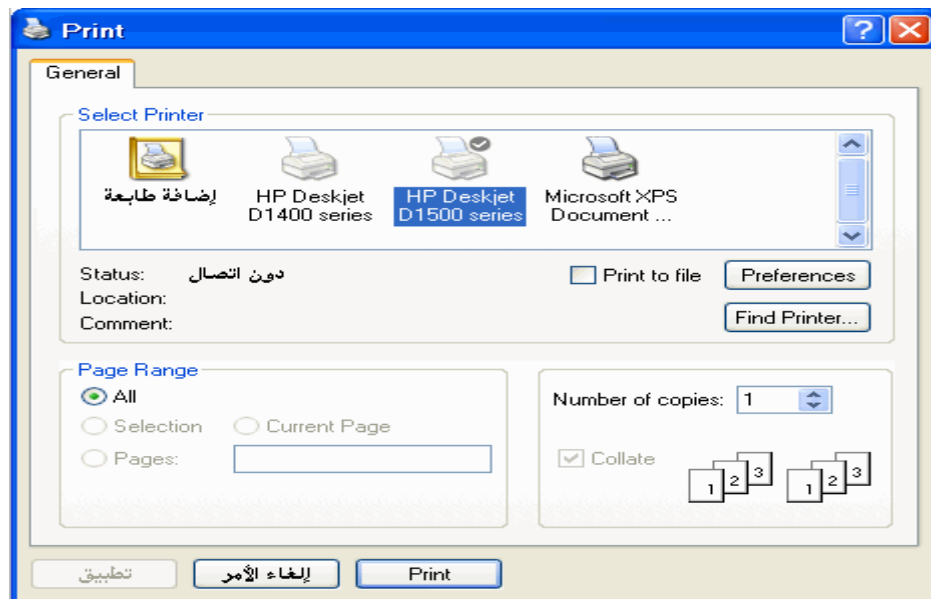 Print
General
Select Printer
إضافة طابعة
HP Deskjet
D1400 series
HP Deskjet
D1500 series
Microsoft XPS
Document ...
Status: دون اتصال
Location:
Comment:
Print to file
Preferences
Find Printer...
Page Range
All
Selection
Current Page
Pages:
Number of copies: 1
Collate
1 2 3 1 2 3
تطبيق
إلغاء الأمر
Print